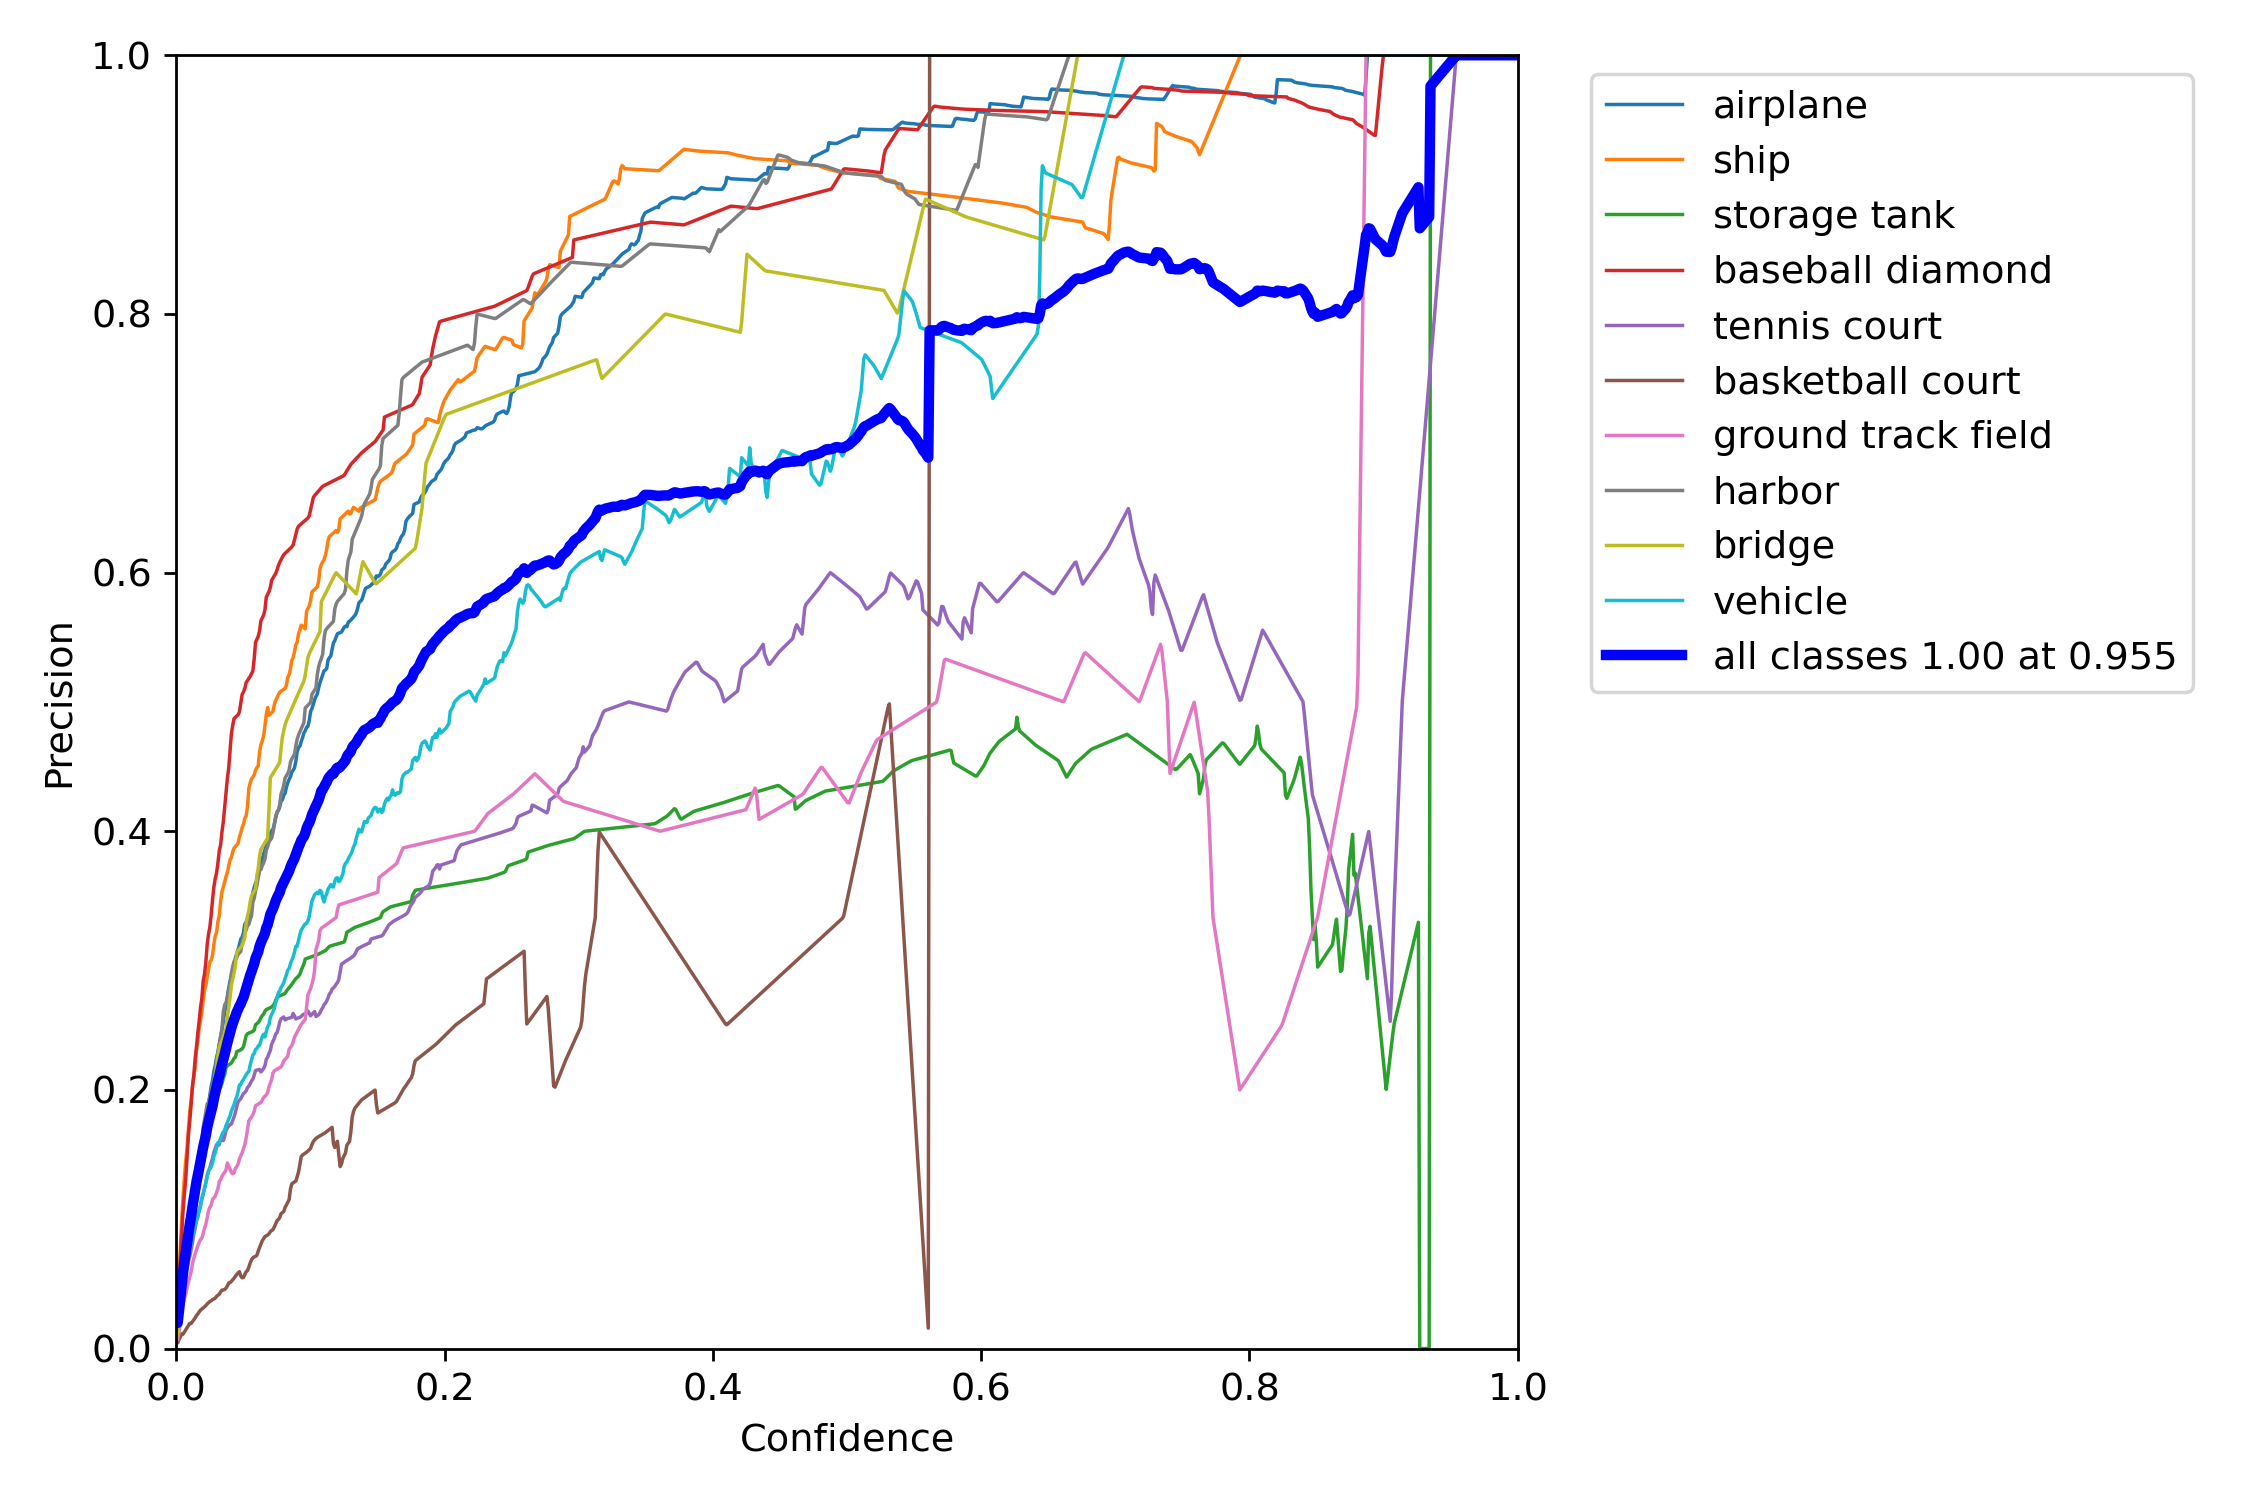 1.0
0.8
0.6
0.4
0.2
0.0
Precision
0.0 0.2 0.4 0.6 0.8 1.0
Confidence
airplane
ship
storage tank
baseball diamond
tennis court
basketball court
ground track field
harbor
bridge
vehicle
all classes 1.00 at 0.955